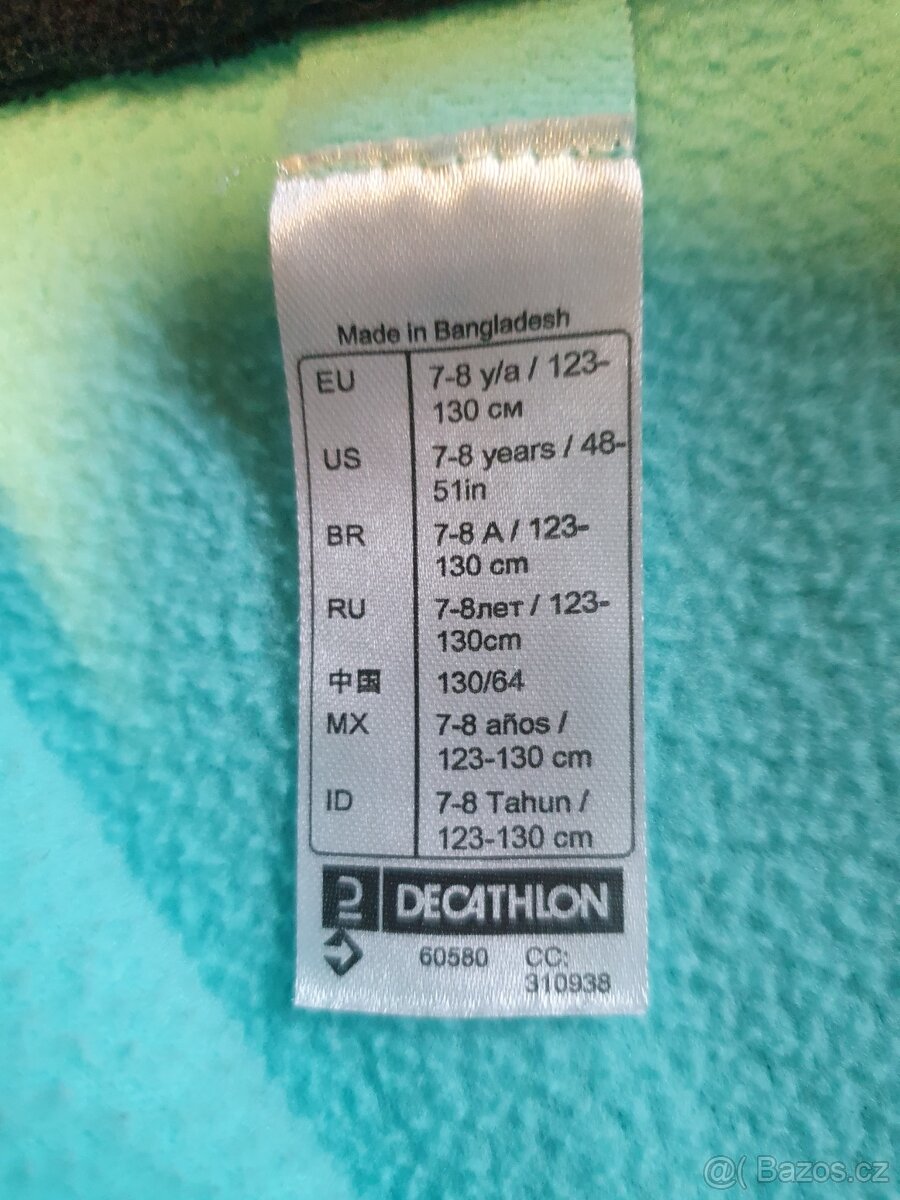 Made in Bangladesh
EU 7-8 y/a / 123-
130 см
US 7-8 years / 48-
51in
BR 7-8 A / 123-
130 cm
RU 7-8лет / 123-
130cm
中国 130/64
MX 7-8 años /
123-130 cm
ID 7-8 Tahun /
123-130 cm
DECATHLON
60580 CC:
310938
@( Bazos.cz